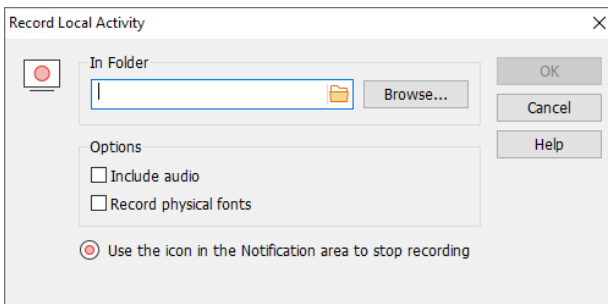 Record Local Activity
In Folder
Browse...
OK
Cancel
Help
Options
Include audio
Record physical fonts
Use the icon in the Notification area to stop recording